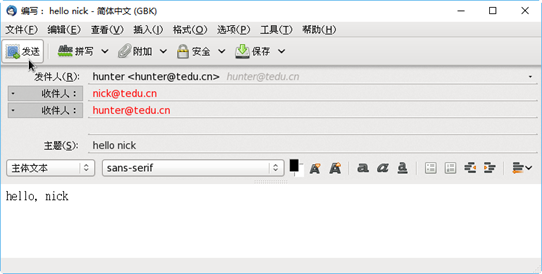 编写: hello nick - 简体中文 (GBK)
文件(F) 编辑(E) 查看(V) 插入(I) 格式(O) 选项(P) 工具(T) 帮助(H)
发送 拼写 附加 安全 保存
发件人(R): hunter <hunter@tedu.cn> hunter@tedu.cn
收件人: nick@tedu.cn
收件人: hunter@tedu.cn
主题(S): hello nick
主体文本 sans-serif A A a a a
hello, nick